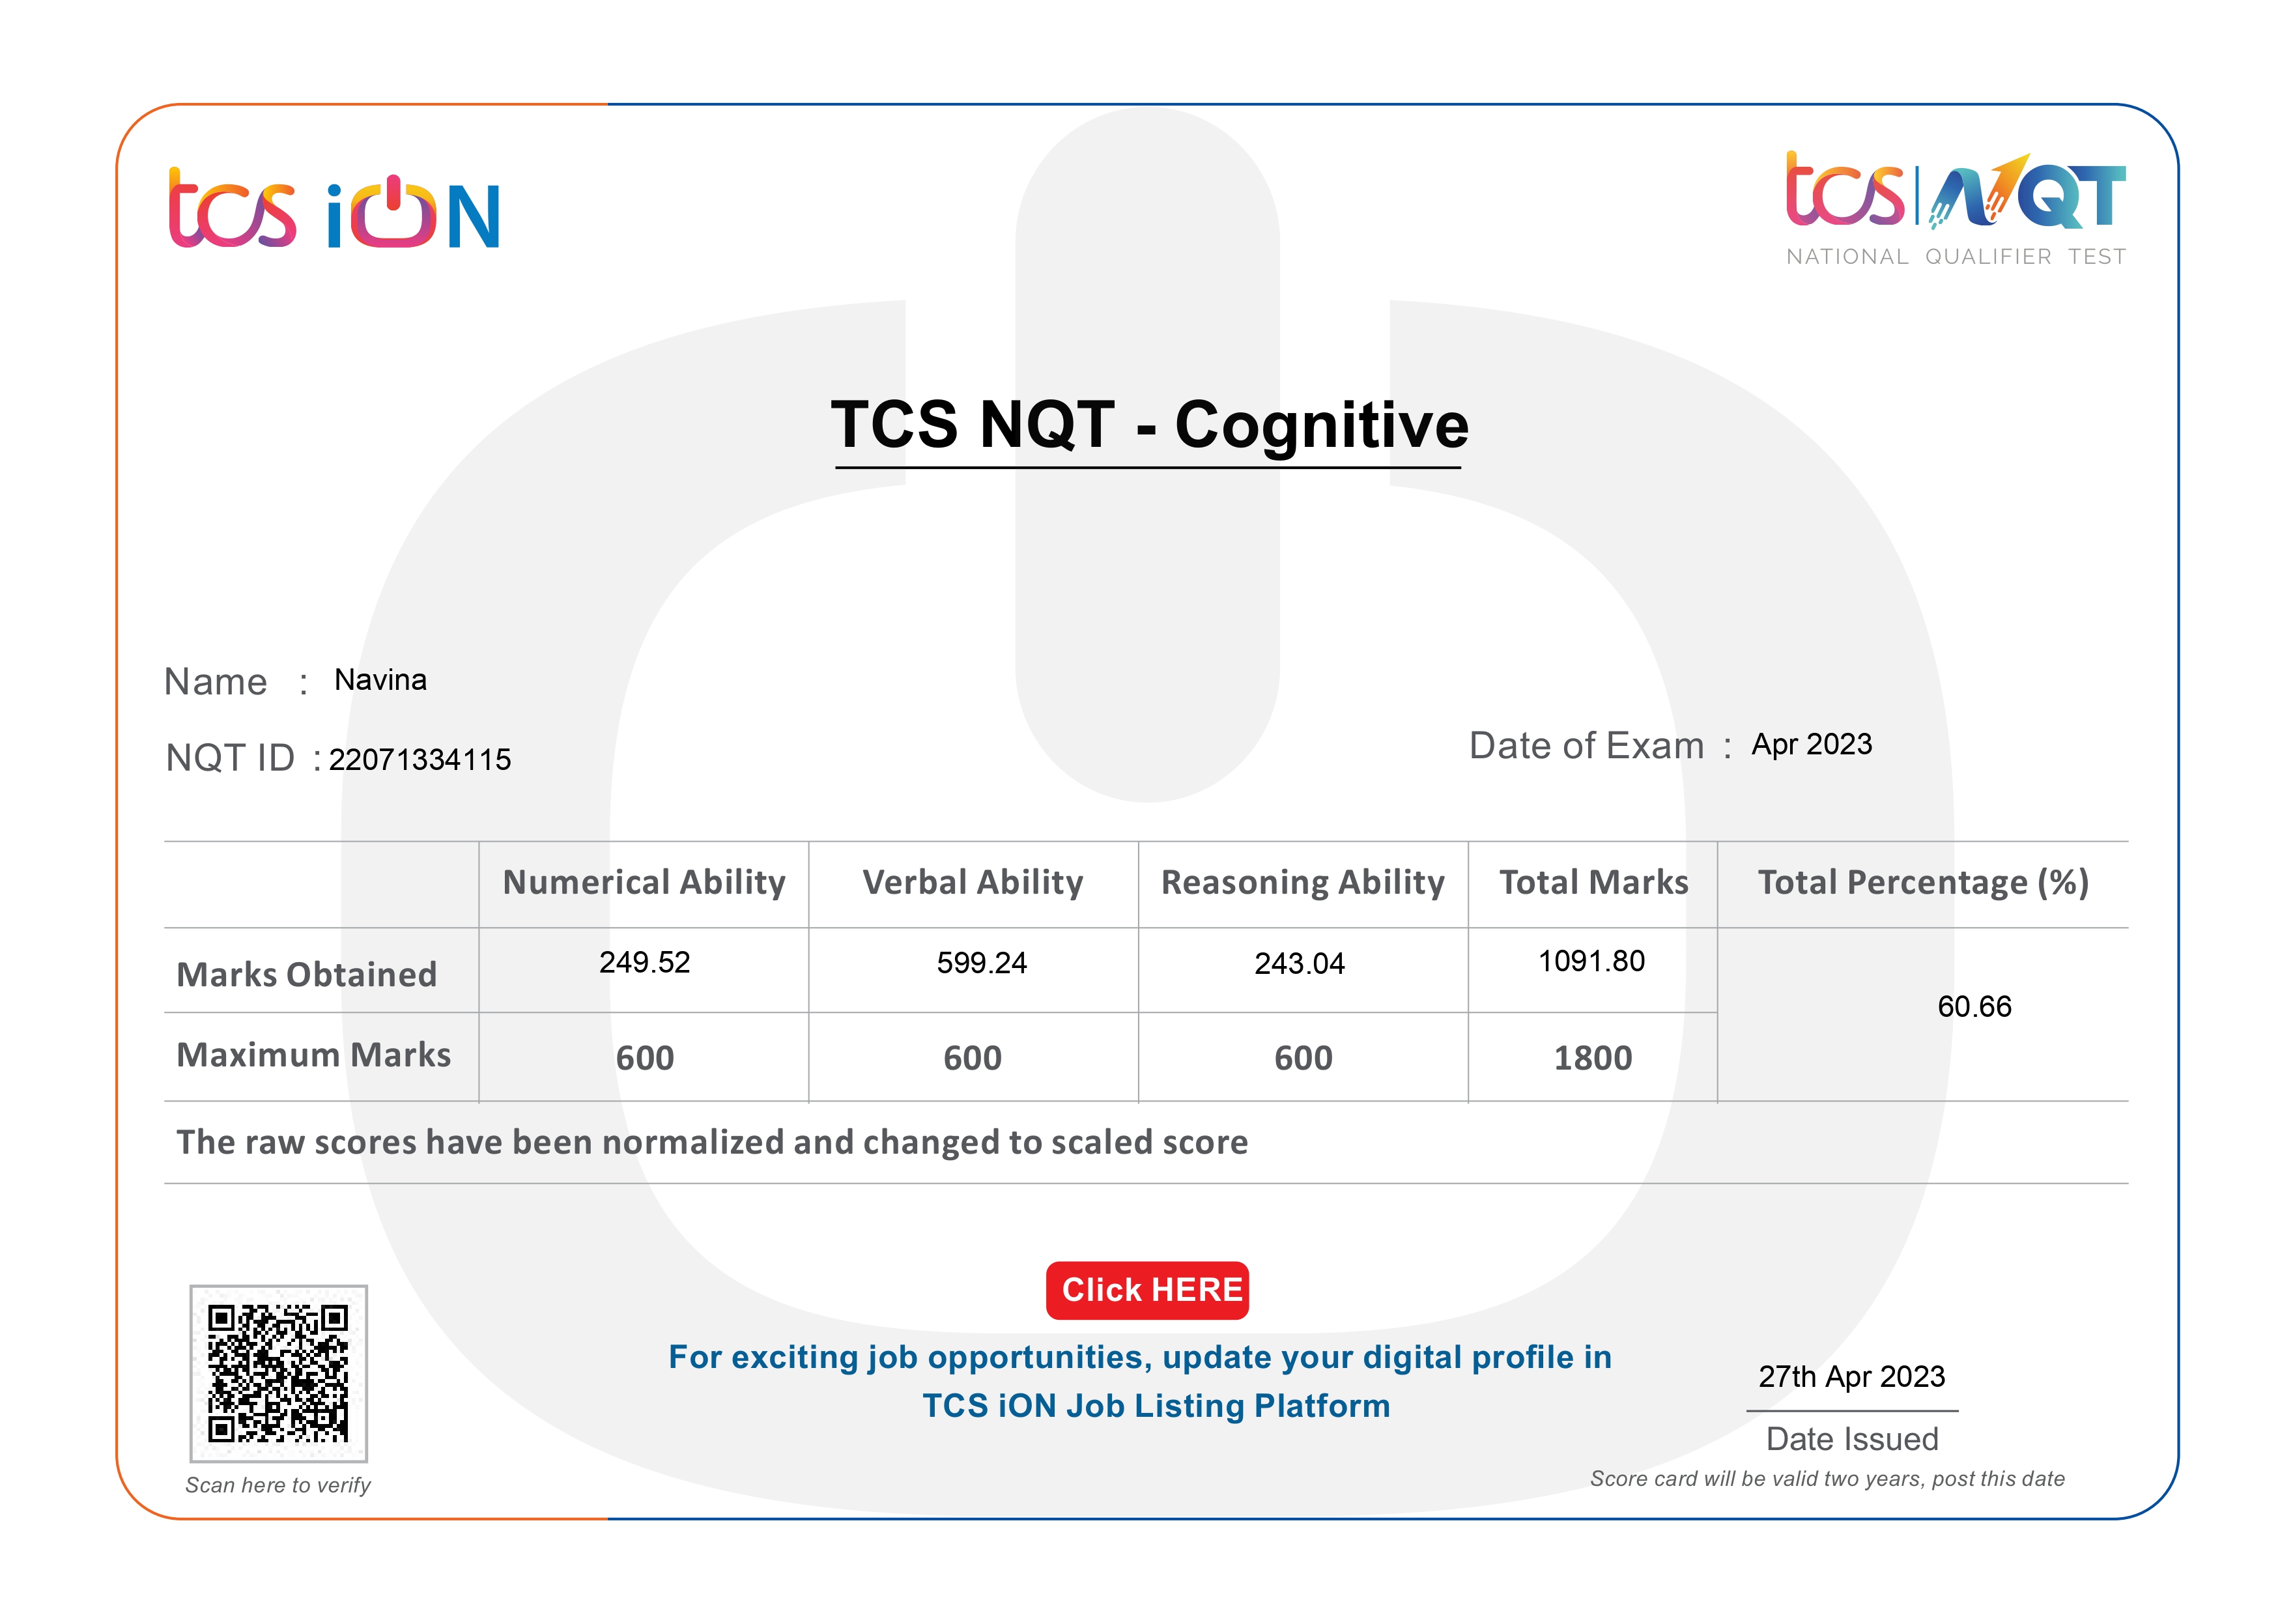 tcs iON
tcs NQT
NATIONAL QUALIFIER TEST
TCS NQT - Cognitive
Name : Navina
NQT ID : 22071334115
Date of Exam : Apr 2023
Numerical Ability Verbal Ability Reasoning Ability Total Marks Total Percentage (%)
Marks Obtained 249.52 599.24 243.04 1091.80 60.66
Maximum Marks 600 600 600 1800
The raw scores have been normalized and changed to scaled score
Click HERE
For exciting job opportunities, update your digital profile in
TCS iON Job Listing Platform
Scan here to verify
27th Apr 2023
Date Issued
Score card will be valid two years, post this date